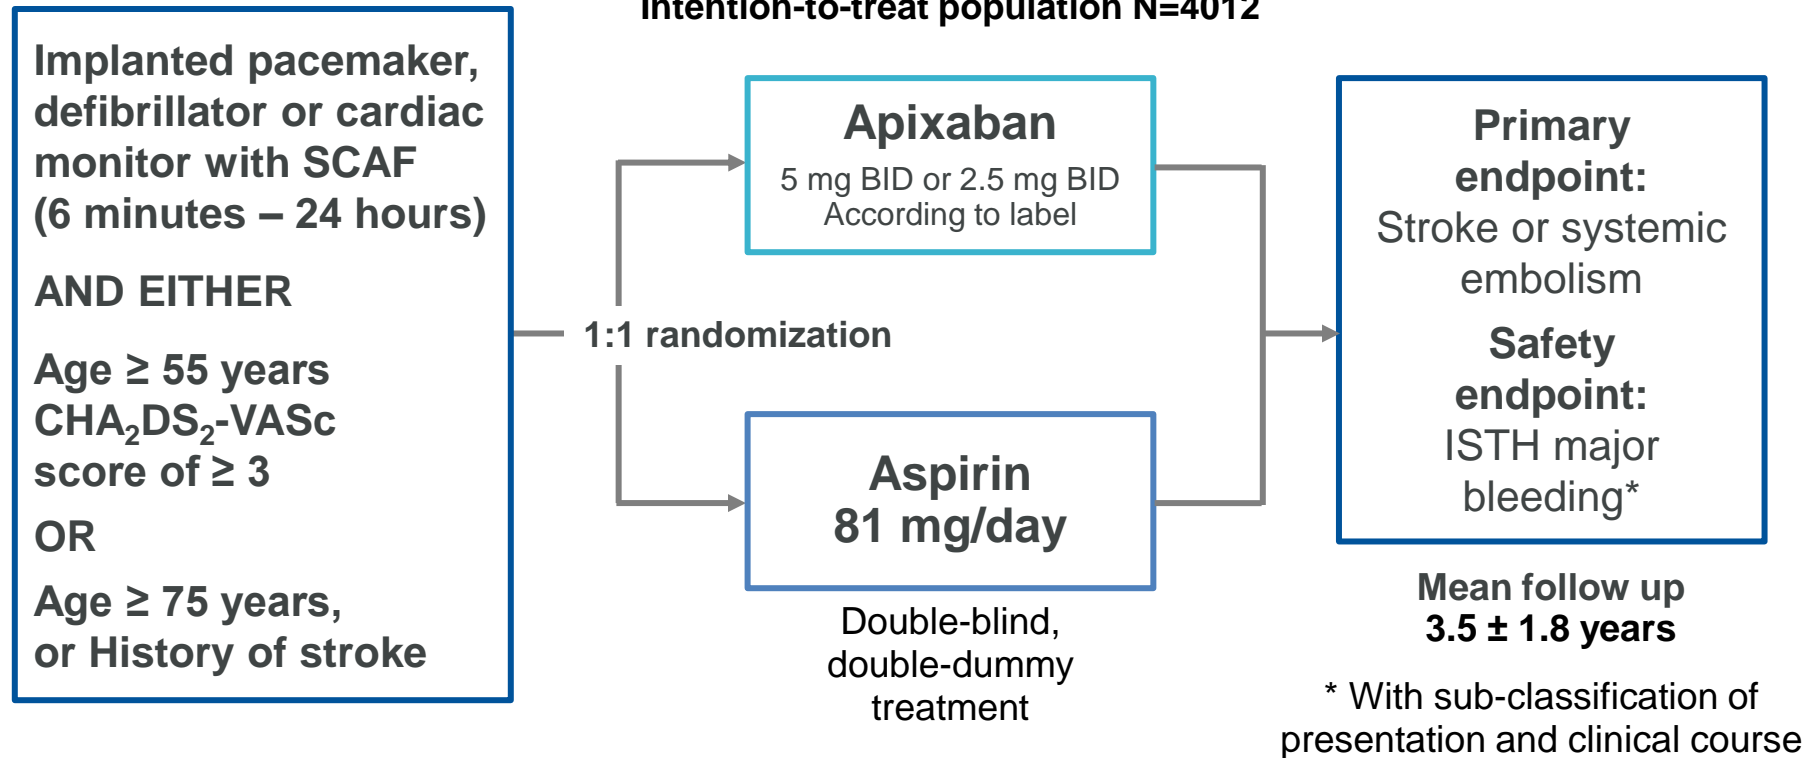 Intention-to-treat population N=4012
Implanted pacemaker,
defibrillator or cardiac
monitor with SCAF
(6 minutes – 24 hours)
AND EITHER
Age ≥ 55 years
CHA₂DS₂-VASc
score of ≥ 3
OR
Age ≥ 75 years,
or History of stroke
1:1 randomization
Apixaban
5 mg BID or 2.5 mg BID
According to label
Aspirin
81 mg/day
Double-blind,
double-dummy
treatment
Primary
endpoint:
Stroke or systemic
embolism
Safety
endpoint:
ISTH major
bleeding*
Mean follow up
3.5 ± 1.8 years
* With sub-classification of
presentation and clinical course